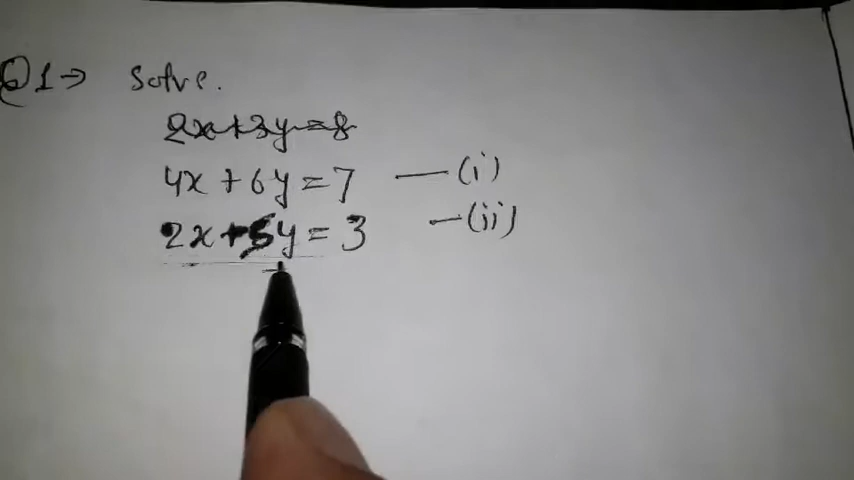 Q1→ Solve.
2x+3y=8
4x+6y=7 —(i)
2x+5y=3 —(ii)